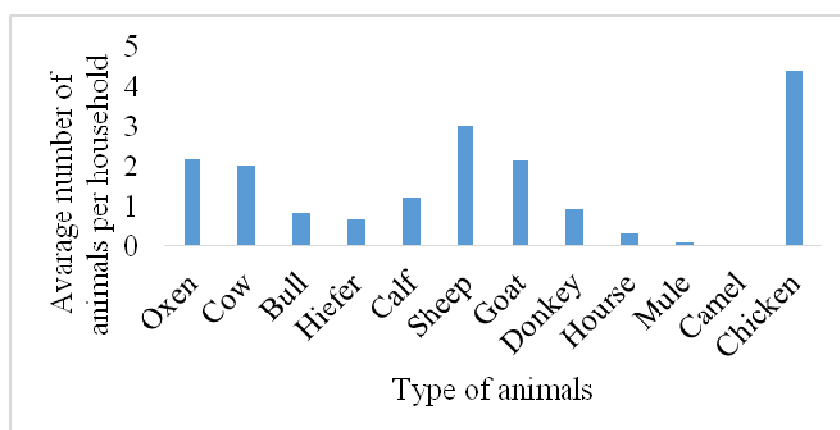 Avarage number of
animals per household
5
4
3
2
1
0
Oxen
Cow
Bull
Hiefer
Calf
Sheep
Goat
Donkey
Hourse
Mule
Camel
Chicken
Type of animals